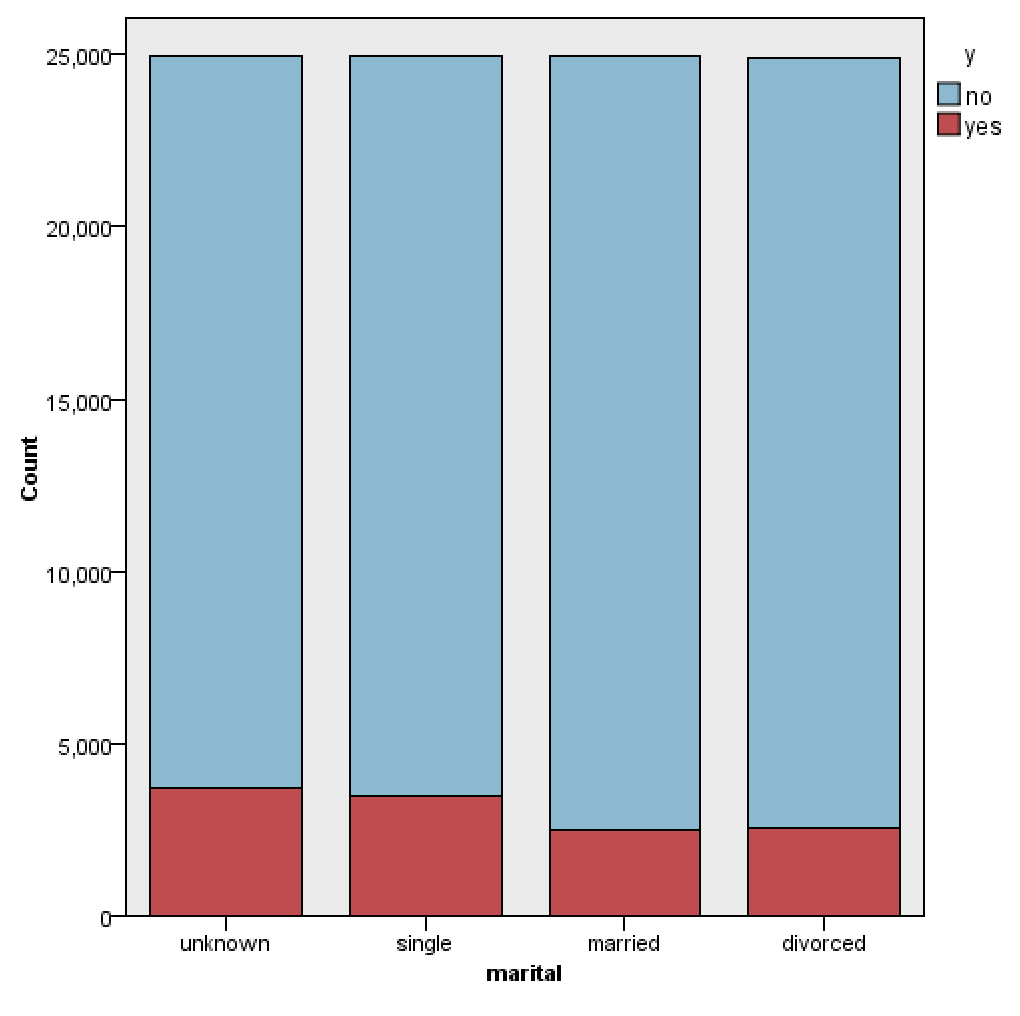 y
no
yes
25,000
20,000
15,000
10,000
5,000
0
Count
unknown single married divorced
marital